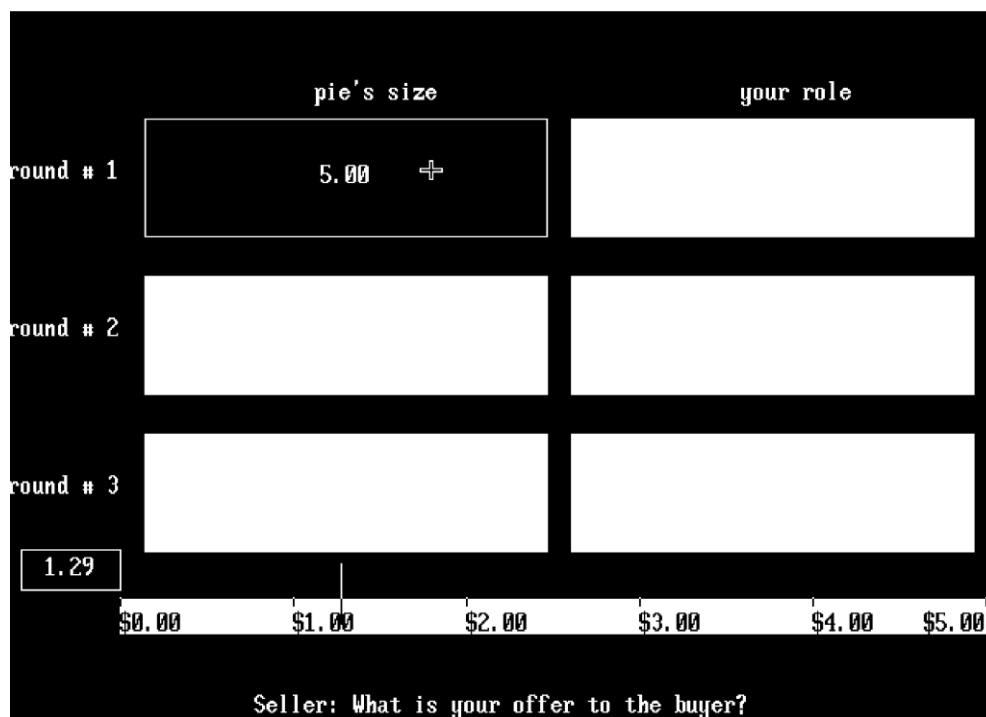 pie's size your role
round # 1 5.00
round # 2
round # 3
1.29
$0.00 $1.00 $2.00 $3.00 $4.00 $5.00
Seller: What is your offer to the buyer?